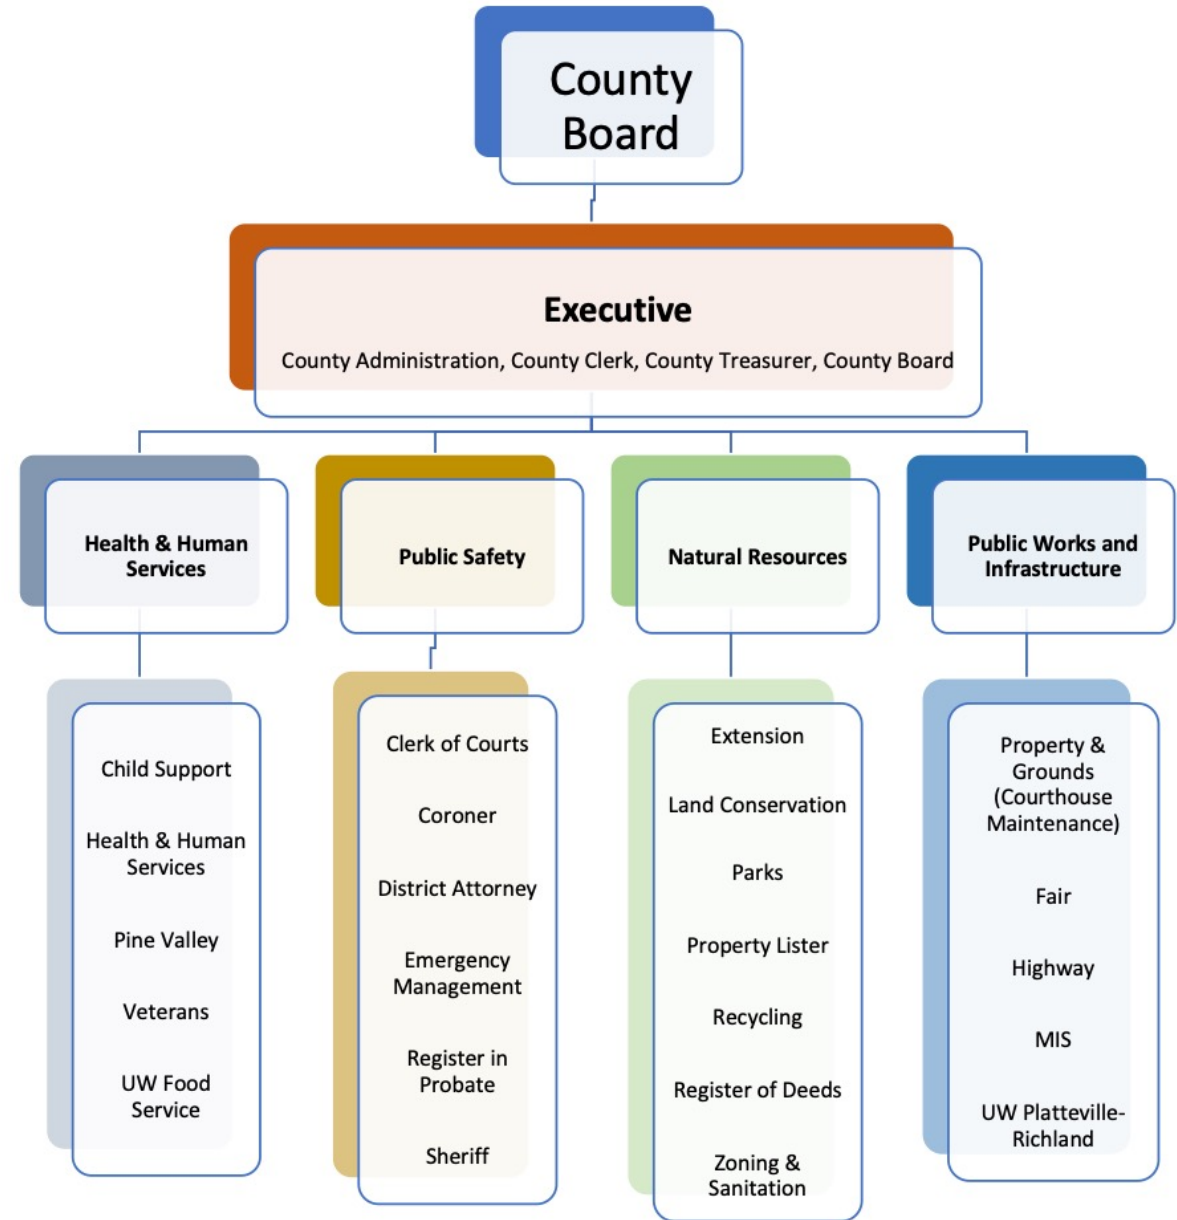 County
Board
Executive
County Administration, County Clerk, County Treasurer, County Board
Health & Human
Services
Public Safety
Natural Resources
Public Works and
Infrastructure
Child Support
Health & Human
Services
Pine Valley
Veterans
UW Food
Service
Clerk of Courts
Coroner
District Attorney
Emergency
Management
Register in
Probate
Sheriff
Extension
Land Conservation
Parks
Property Lister
Recycling
Register of Deeds
Zoning &
Sanitation
Property &
Grounds
(Courthouse
Maintenance)
Fair
Highway
MIS
UW Platteville-
Richland